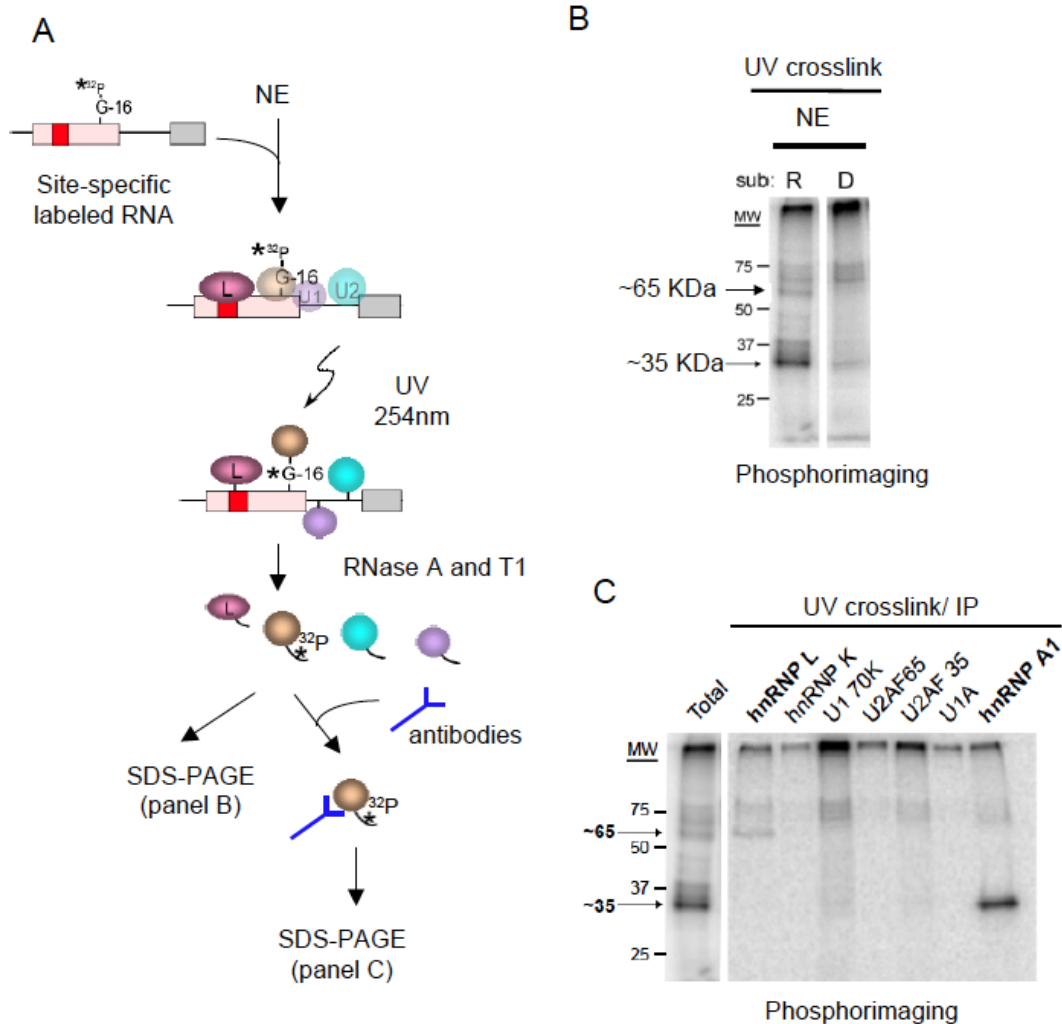 A
*32P
G-16
NE
Site-specific
labeled RNA
*32P
G-16
L
U1
U2
UV
254nm
L
*G-16
RNase A and T1
L
32P
*
antibodies
SDS-PAGE
(panel B)
32P
*
SDS-PAGE
(panel C)
B
UV crosslink
NE
sub: R D
MW
75
~65 KDa
50
37
~35 KDa
25
Phosphorimaging
C
UV crosslink/ IP
Total
hnRNP L
hnRNP K
U1 70K
U2AF65
U2AF 35
U1A
hnRNP A1
MW
75
~65
50
37
~35
25
Phosphorimaging